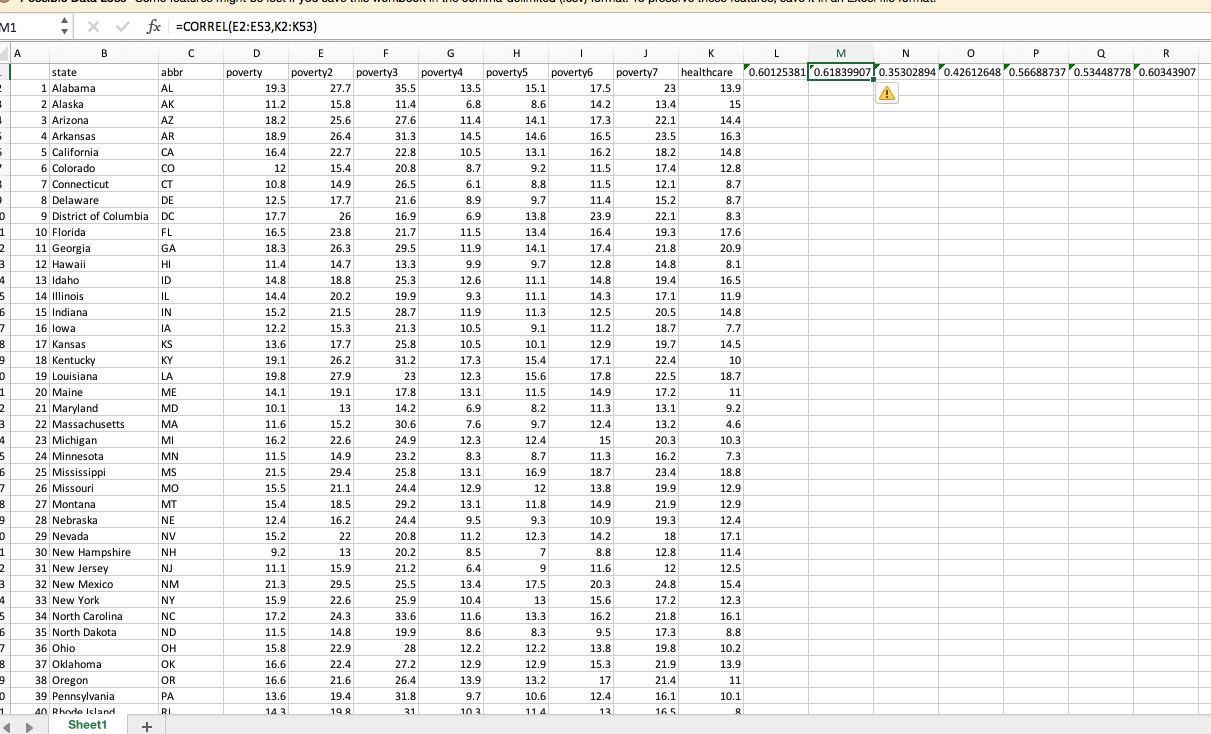 M1 fx =CORREL(E2:E53,K2:K53)
A B C D E F G H I J K L M N O P Q R
state abbr poverty poverty2 poverty3 poverty4 poverty5 poverty6 poverty7 healthcare 0.60125381 0.61839907 0.35302894 0.42612648 0.56688737 0.53448778 0.60343907
1 Alabama AL 19.3 27.7 35.5 13.5 15.1 17.5 23 13.9
2 Alaska AK 11.2 15.8 11.4 6.8 8.6 14.2 13.4 15
3 Arizona AZ 18.2 25.6 27.6 11.4 14.1 17.3 22.1 14.4
4 Arkansas AR 18.9 26.4 31.3 14.5 14.6 16.5 23.5 16.3
5 California CA 16.4 22.7 22.8 10.5 13.1 16.2 18.2 14.8
6 Colorado CO 12 15.4 20.8 8.7 9.2 11.5 17.4 12.8
7 Connecticut CT 10.8 14.9 26.5 6.1 8.8 11.5 12.1 8.7
8 Delaware DE 12.5 17.7 21.6 8.9 9.7 11.4 15.2 8.7
9 District of Columbia DC 17.7 26 16.9 6.9 13.8 23.9 22.1 8.3
10 Florida FL 16.5 23.8 21.7 11.5 13.4 16.4 19.3 17.6
11 Georgia GA 18.3 26.3 29.5 11.9 14.1 17.4 21.8 20.9
12 Hawaii HI 11.4 14.7 13.3 9.9 9.7 12.8 14.8 8.1
13 Idaho ID 14.8 18.8 25.3 12.6 11.1 14.8 19.4 16.5
14 Illinois IL 14.4 20.2 19.9 9.3 11.1 14.3 17.1 11.9
15 Indiana IN 15.2 21.5 28.7 11.9 11.3 12.5 20.5 14.8
16 Iowa IA 12.2 15.3 21.3 10.5 9.1 11.2 18.7 7.7
17 Kansas KS 13.6 17.7 25.8 10.5 10.1 12.9 19.7 14.5
18 Kentucky KY 19.1 26.2 31.2 17.3 15.4 17.1 22.4 10
19 Louisiana LA 19.8 27.9 23 12.3 15.6 17.8 22.5 18.7
20 Maine ME 14.1 19.1 17.8 13.1 11.5 14.9 17.2 11
21 Maryland MD 10.1 13 14.2 6.9 8.2 11.3 13.1 9.2
22 Massachusetts MA 11.6 15.2 30.6 7.6 9.7 12.4 13.2 4.6
23 Michigan MI 16.2 22.6 24.9 12.3 12.4 15 20.3 10.3
24 Minnesota MN 11.5 14.9 23.2 8.3 8.7 11.3 16.2 7.3
25 Mississippi MS 21.5 29.4 25.8 13.1 16.9 18.7 23.4 18.8
26 Missouri MO 15.5 21.1 24.4 12.9 12 13.8 19.9 12.9
27 Montana MT 15.4 18.5 29.2 13.1 11.8 14.9 21.9 12.9
28 Nebraska NE 12.4 16.2 24.4 9.5 9.3 10.9 19.3 12.4
29 Nevada NV 15.2 22 20.8 11.2 12.3 14.2 18 17.1
30 New Hampshire NH 9.2 13 20.2 8.5 7 8.8 12.8 11.4
31 New Jersey NJ 11.1 15.9 21.2 6.4 9 11.6 12 12.5
32 New Mexico NM 21.3 29.5 25.5 13.4 17.5 20.3 24.8 15.4
33 New York NY 15.9 22.6 25.9 10.4 13 15.6 17.2 12.3
34 North Carolina NC 17.2 24.3 33.6 11.6 13.3 16.2 21.8 16.1
35 North Dakota ND 11.5 14.8 19.9 8.6 8.3 9.5 17.3 8.8
36 Ohio OH 15.8 22.9 28 12.2 12.2 13.8 19.8 10.2
37 Oklahoma OK 16.6 22.4 27.2 12.9 12.9 15.3 21.9 13.9
38 Oregon OR 16.6 21.6 26.4 13.9 13.2 17 21.4 11
39 Pennsylvania PA 13.6 19.4 31.8 9.7 10.6 12.4 16.1 10.1
40 Rhode Island RI 14.3 19.8 31 10.3 11.4 13 16.5 8
Sheet1 +